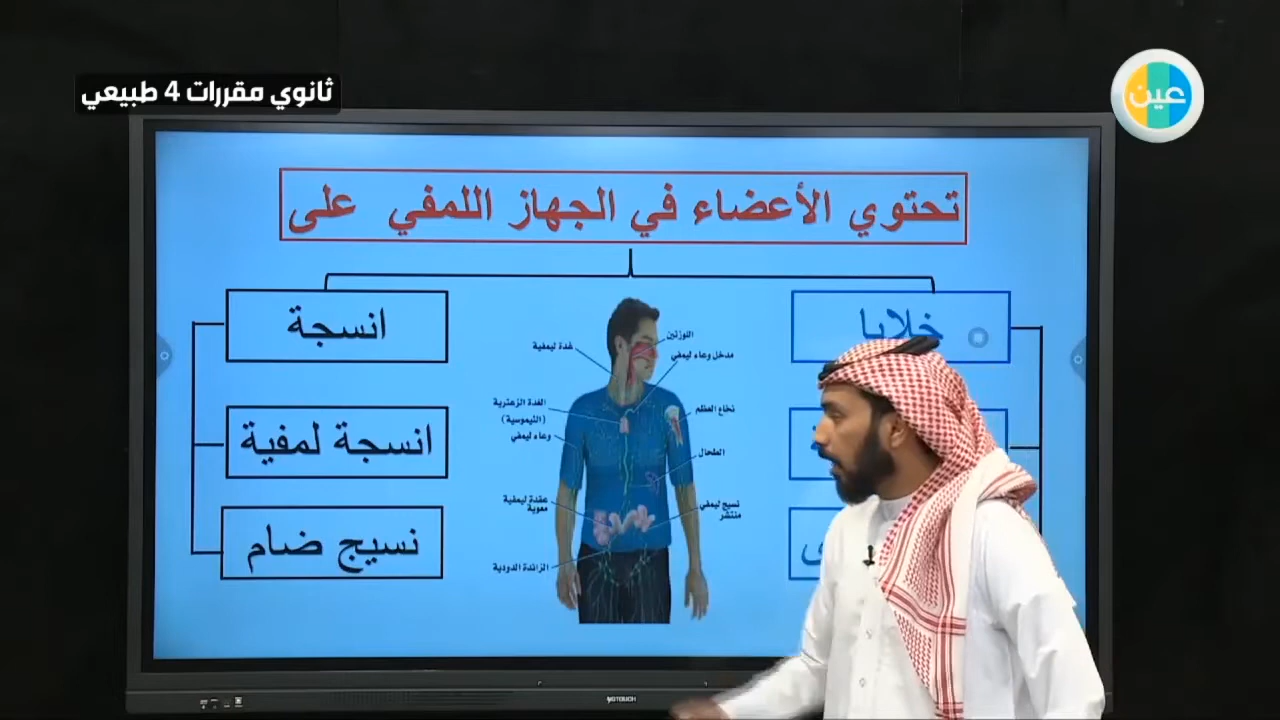 ثانوي مقررات 4 طبيعي
عين
تحتوي الأعضاء في الجهاز اللمفي على
خلايا
انسجة
انسجة لمفية
نسيج ضام
اللوزتين
مدخل وعاء ليمفي
نخاع العظم
الطحال
نسيج ليمفي
منتشر
غدة ليمفية
الغدة الزعترية
(الثيموسية)
وعاء ليمفي
عقدة ليمفية
معوية
الزائدة الدودية